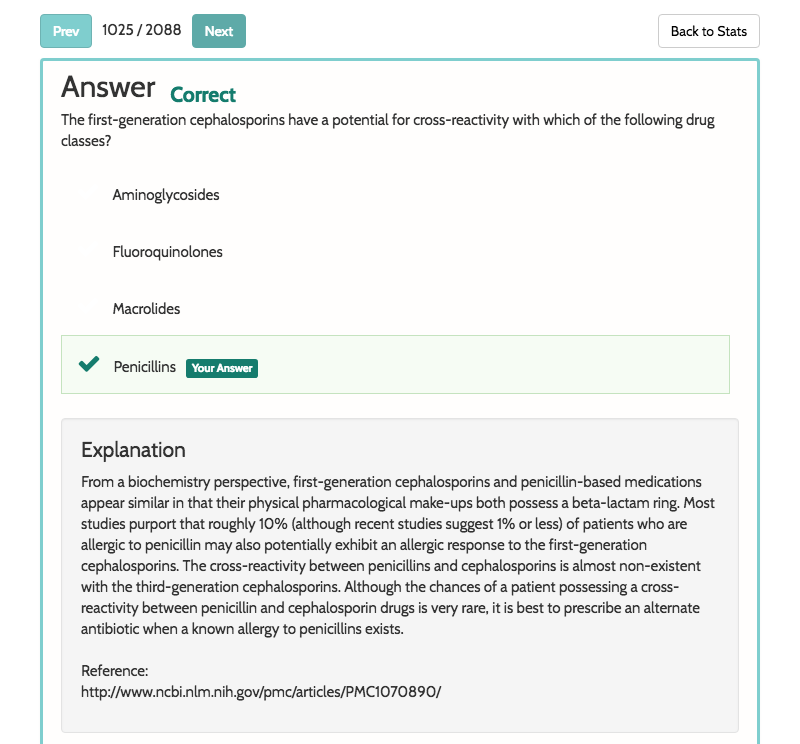 Prev 1025 / 2088 Next Back to Stats
Answer Correct
The first-generation cephalosporins have a potential for cross-reactivity with which of the following drug
classes?
Aminoglycosides
Fluoroquinolones
Macrolides
Penicillins Your Answer
Explanation
From a biochemistry perspective, first-generation cephalosporins and penicillin-based medications
appear similar in that their physical pharmacological make-ups both possess a beta-lactam ring. Most
studies purport that roughly 10% (although recent studies suggest 1% or less) of patients who are
allergic to penicillin may also potentially exhibit an allergic response to the first-generation
cephalosporins. The cross-reactivity between penicillins and cephalosporins is almost non-existent
with the third-generation cephalosporins. Although the chances of a patient possessing a cross-
reactivity between penicillin and cephalosporin drugs is very rare, it is best to prescribe an alternate
antibiotic when a known allergy to penicillins exists.
Reference:
http://www.ncbi.nlm.nih.gov/pmc/articles/PMC1070890/